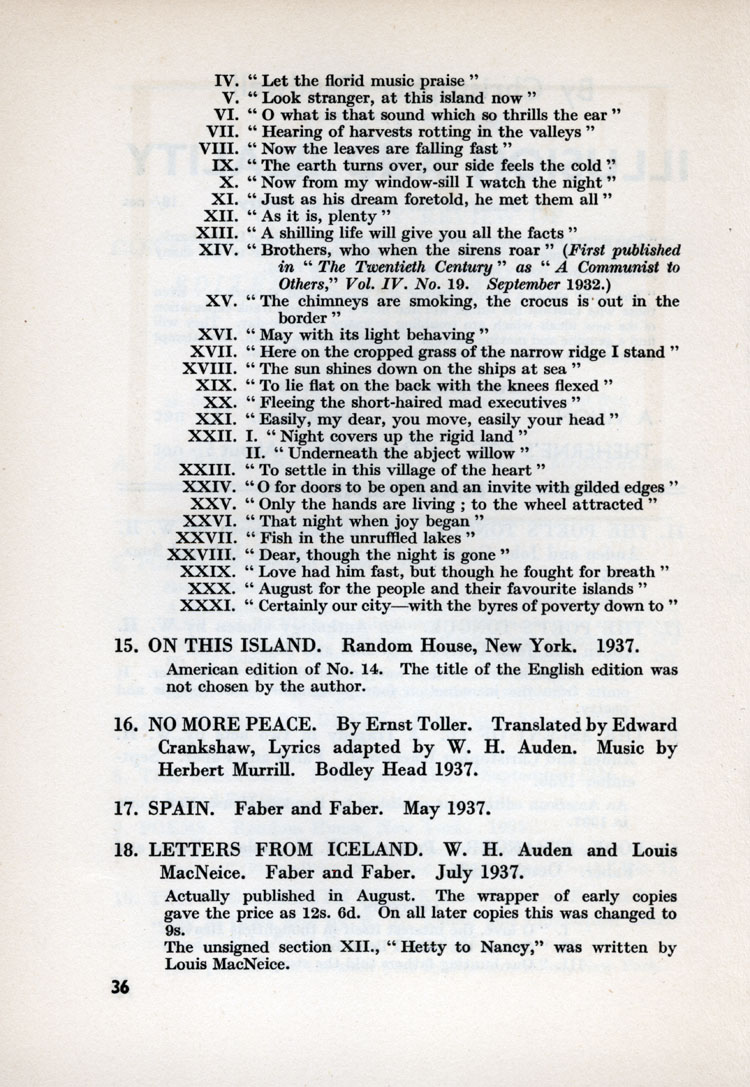 IV. “ Let the florid music praise ”
V. “ Look stranger, at this island now ”
VI. “ O what is that sound which so thrills the ear ”
VII. “ Hearing of harvests rotting in the valleys ”
VIII. “ Now the leaves are falling fast ”
IX. “ The earth turns over, our side feels the cold ”
X. “ Now from my window-sill I watch the night ”
XI. “ Just as his dream foretold, he met them all ”
XII. “ As it is, plenty ”
XIII. “ A shilling life will give you all the facts ”
XIV. “ Brothers, who when the sirens roar ” (First published
in “ The Twentieth Century ” as “ A Communist to
Others,” Vol. IV. No. 19. September 1932.)
XV. “ The chimneys are smoking, the crocus is out in the
border ”
XVI. “ May with its light behaving ”
XVII. “ Here on the cropped grass of the narrow ridge I stand ”
XVIII. “ The sun shines down on the ships at sea ”
XIX. “ To lie flat on the back with the knees flexed ”
XX. “ Fleeing the short-haired mad executives ”
XXI. “ Easily, my dear, you move, easily your head ”
XXII. I. “ Night covers up the rigid land ”
II. “ Underneath the abject willow ”
XXIII. “ To settle in this village of the heart ”
XXIV. “ O for doors to be open and an invite with gilded edges ”
XXV. “ Only the hands are living ; to the wheel attracted ”
XXVI. “ That night when joy began ”
XXVII. “ Fish in the unruffled lakes ”
XXVIII. “ Dear, though the night is gone ”
XXIX. “ Love had him fast, but though he fought for breath ”
XXX. “ August for the people and their favourite islands ”
XXXI. “ Certainly our city—with the byres of poverty down to ”
15. ON THIS ISLAND. Random House, New York. 1937.
American edition of No. 14. The title of the English edition was
not chosen by the author.
16. NO MORE PEACE. By Ernst Toller. Translated by Edward
Crankshaw, Lyrics adapted by W. H. Auden. Music by
Herbert Murrill. Bodley Head 1937.
17. SPAIN. Faber and Faber. May 1937.
18. LETTERS FROM ICELAND. W. H. Auden and Louis
MacNeice. Faber and Faber. July 1937.
Actually published in August. The wrapper of early copies
gave the price as 12s. 6d. On all later copies this was changed to
9s.
The unsigned section XII., “ Hetty to Nancy,” was written by
Louis MacNeice.
36